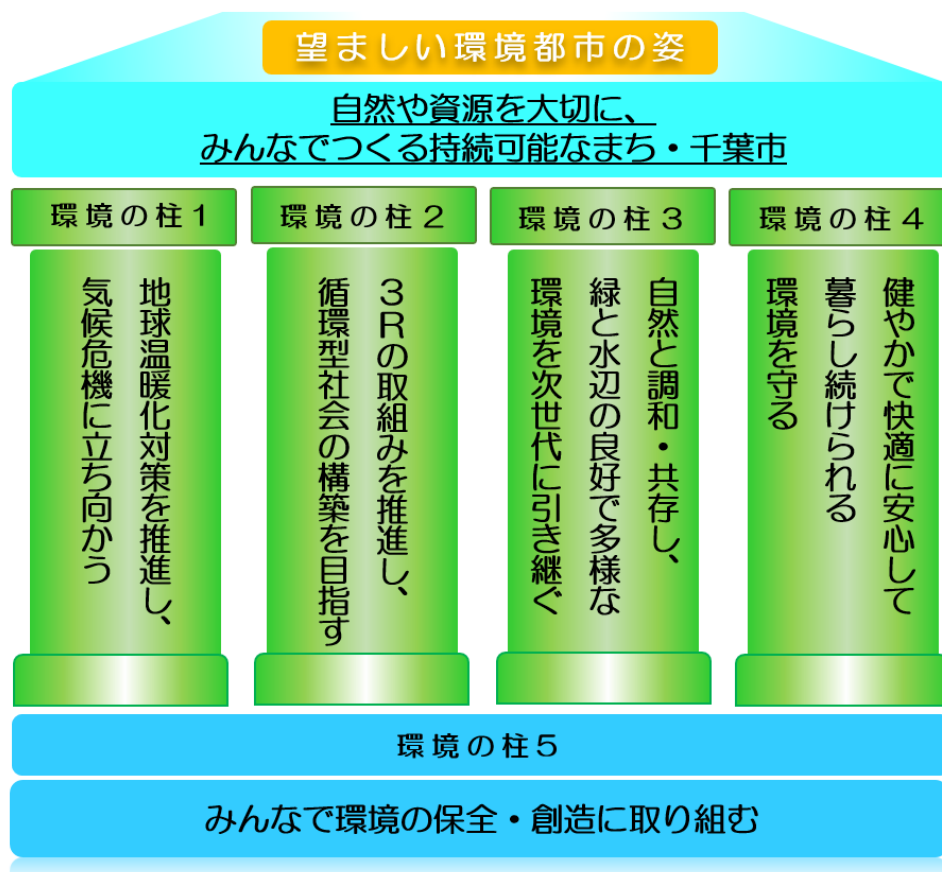 望ましい環境都市の姿
自然や資源を大切に、
みんなでつくる持続可能なまち・千葉市
環境の柱1
地球温暖化対策を推進し、
気候危機に立ち向かう
環境の柱2
3Rの取組みを推進し、
循環型社会の構築を目指す
環境の柱3
自然と調和・共存し、
緑と水辺の良好で多様な
環境を次世代に引き継ぐ
環境の柱4
健やかで快適に安心して
暮らし続けられる
環境を守る
環境の柱5
みんなで環境の保全・創造に取り組む